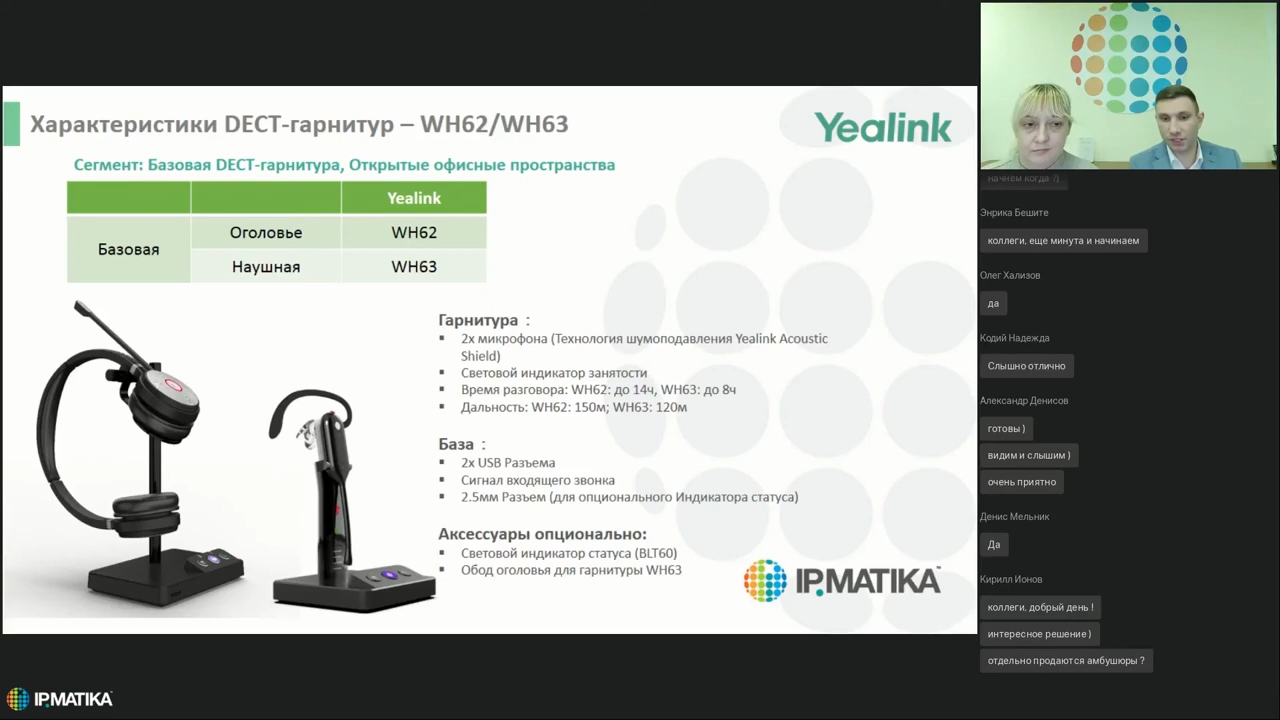 Характеристики DECT-гарнитур – WH62/WH63
Yealink
Сегмент: Базовая DECT-гарнитура, Открытые офисные пространства
Yealink
Базовая
Оголовье
WH62
Наушная
WH63
Гарнитура :
2x микрофона (Технология шумоподавления Yealink Acoustic
Shield)
Световой индикатор занятости
Время разговора: WH62: до 14ч, WH63: до 8ч
Дальность: WH62: 150м; WH63: 120м
База :
2x USB Разъема
Сигнал входящего звонка
2.5мм Разъем (для опционального Индикатора статуса)
Аксессуары опционально:
Световой индикатор статуса (BLT60)
Обод оголовья для гарнитуры WH63
IPMATIKA
IPMATIKA
начнем когда ?)
Энрика Бешите
коллеги, еще минута и начинаем
Олег Хализов
да
Кодий Надежда
Слышно отлично
Александр Денисов
готовы )
видим и слышим )
очень приятно
Денис Мельник
Да
Кирилл Ионов
коллеги, добрый день !
интересное решение )
отдельно продаются амбушюры ?